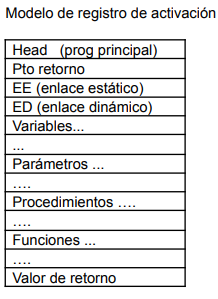 Modelo de registro de activación
Head (prog principal)
Pto retorno
EE (enlace estático)
ED (enlace dinámico)
Variables...
...
Parámetros ...
....
Procedimientos ....
....
Funciones ...
....
Valor de retorno